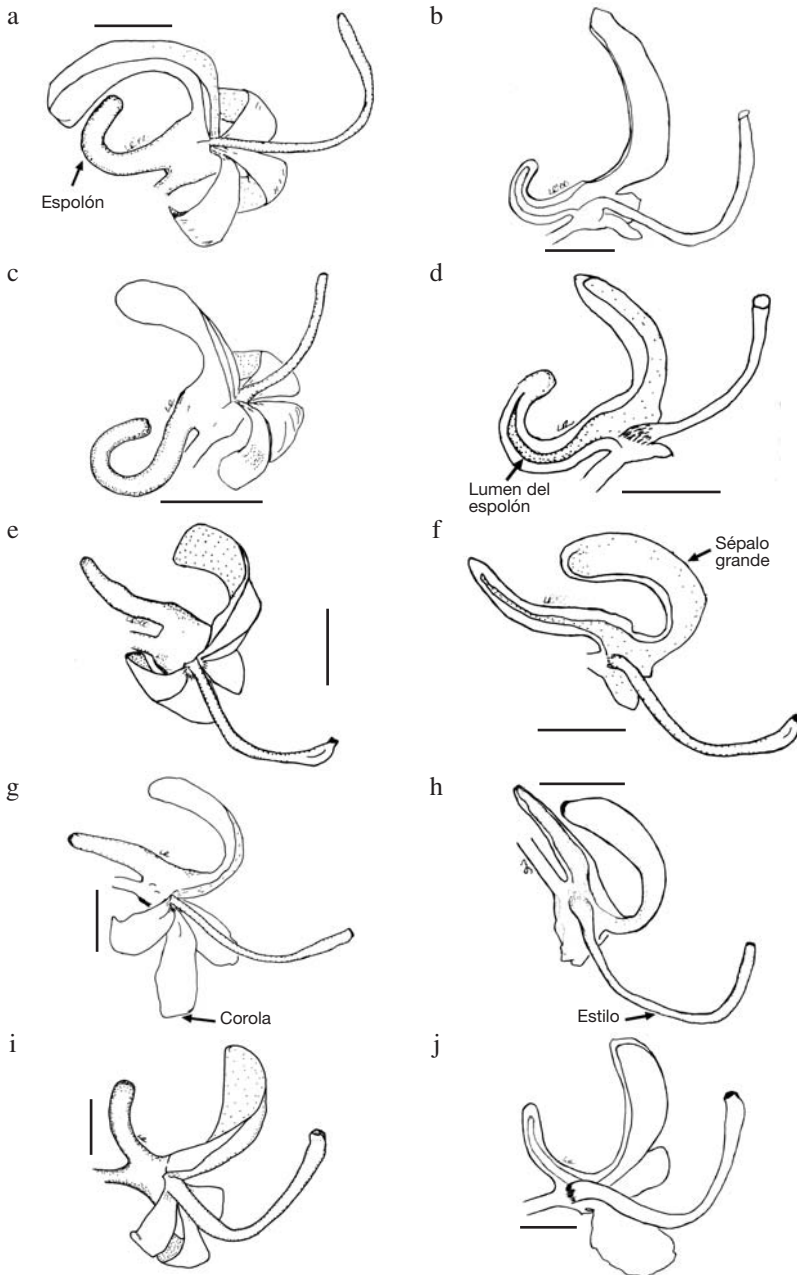 a
b
Espolón
c
d
Lumen del
espolón
e
f
Sépalo
grande
g
h
Corola
Estilo
i
j